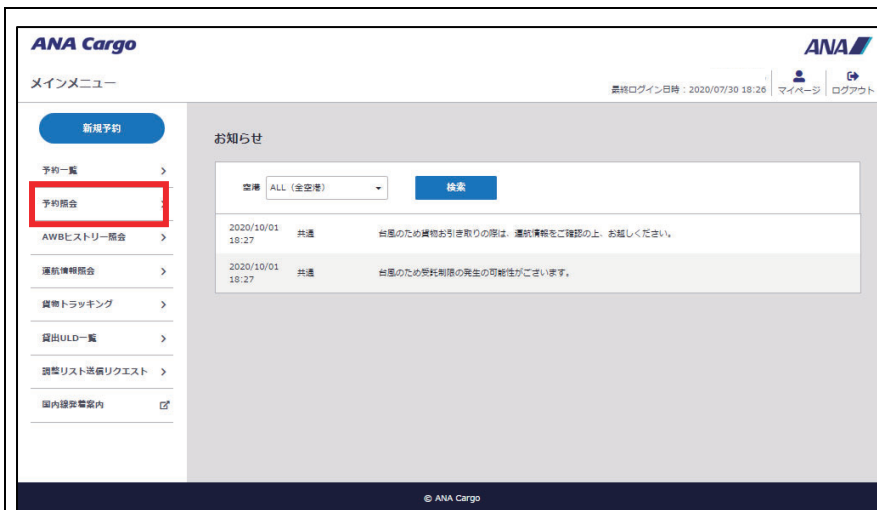 ANA Cargo
ANA
メインメニュー
最終ログイン日時：2020/07/30 18:26
マイページ
ログアウト
新規予約
お知らせ
予約一覧
空港 ALL（全空港） 検索
予約照会
2020/10/01 18:27 共通 台風のため貨物お引き取りの際は、運航情報をご確認の上、お越しください。
AWBヒストリー照会
運航情報照会
2020/10/01 18:27 共通 台風のため受託制限の発生の可能性がございます。
貨物トラッキング
貸出ULD一覧
調整リスト送信リクエスト
国内線発着案内
© ANA Cargo